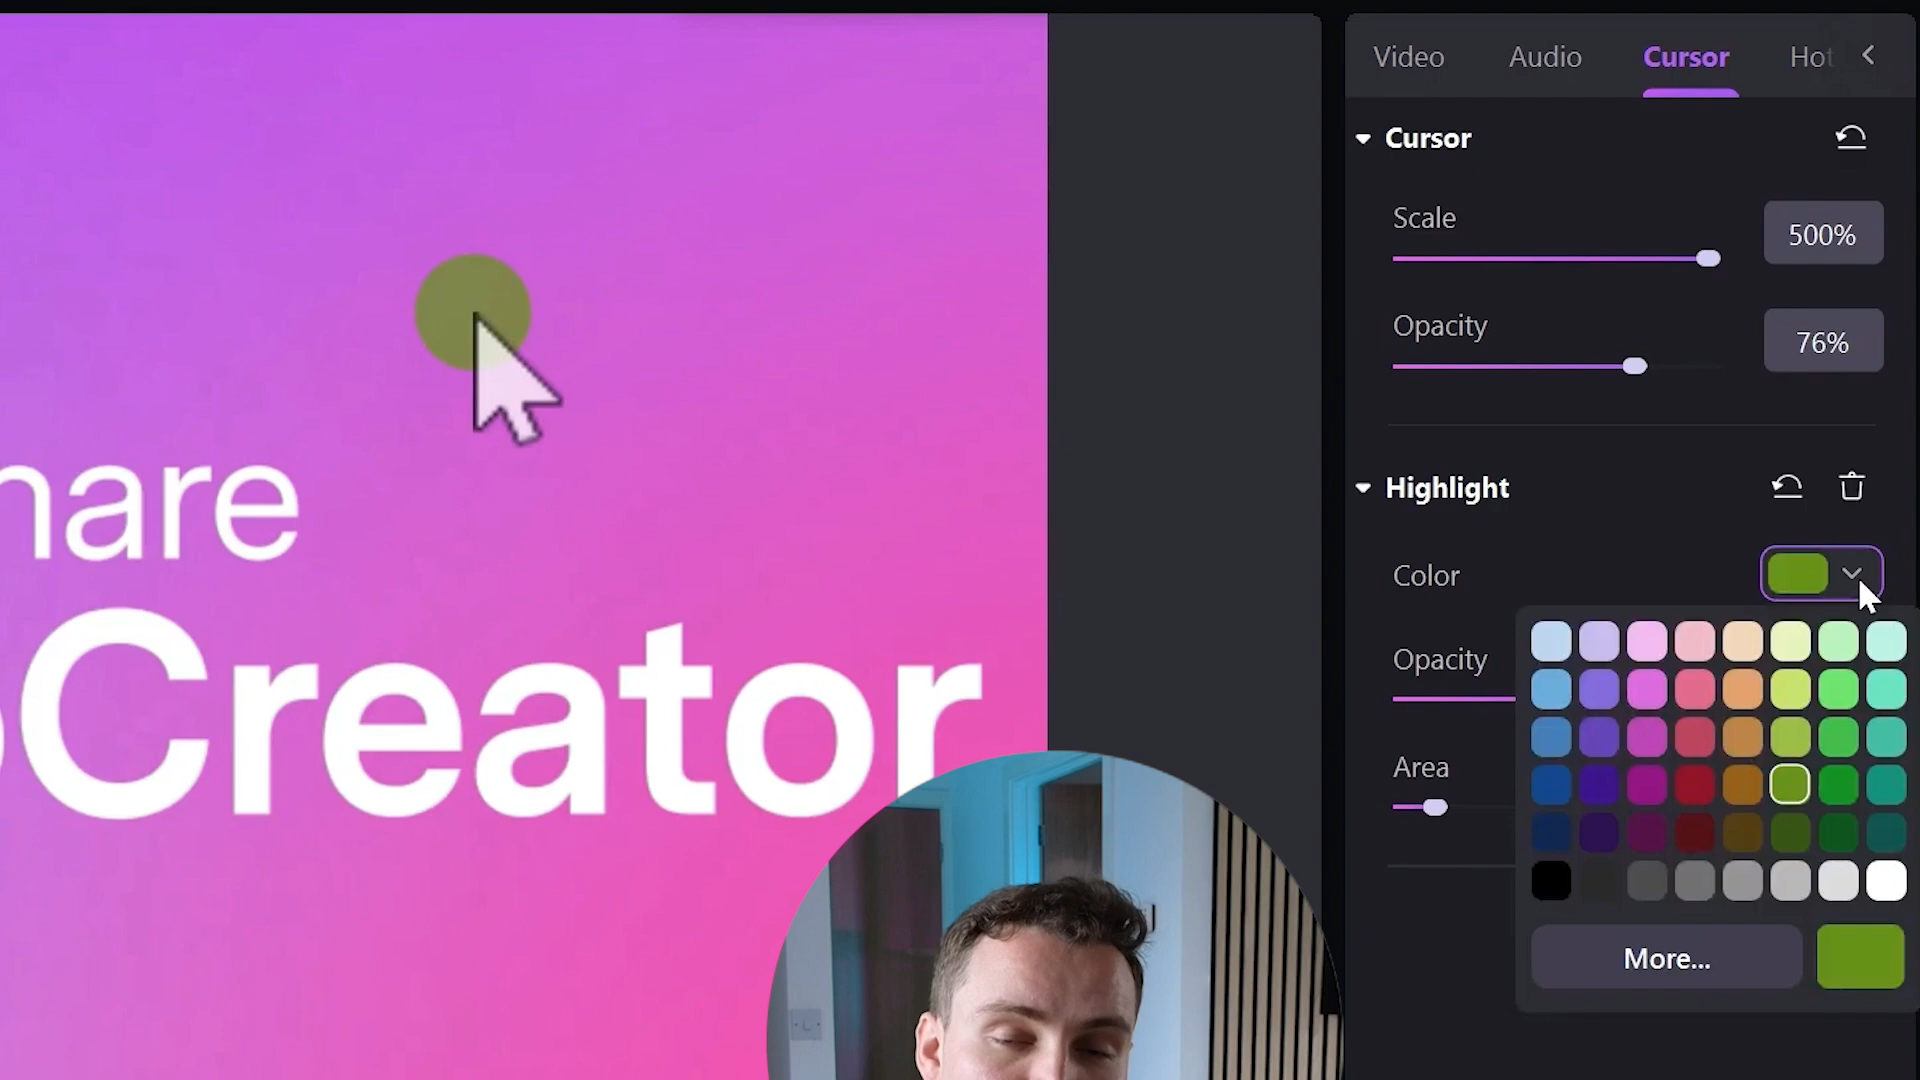 Video Audio Cursor Hot
Cursor
Scale
500%
Opacity
76%
hare
Highlight
Color
Opacity
Creator
Area
More...